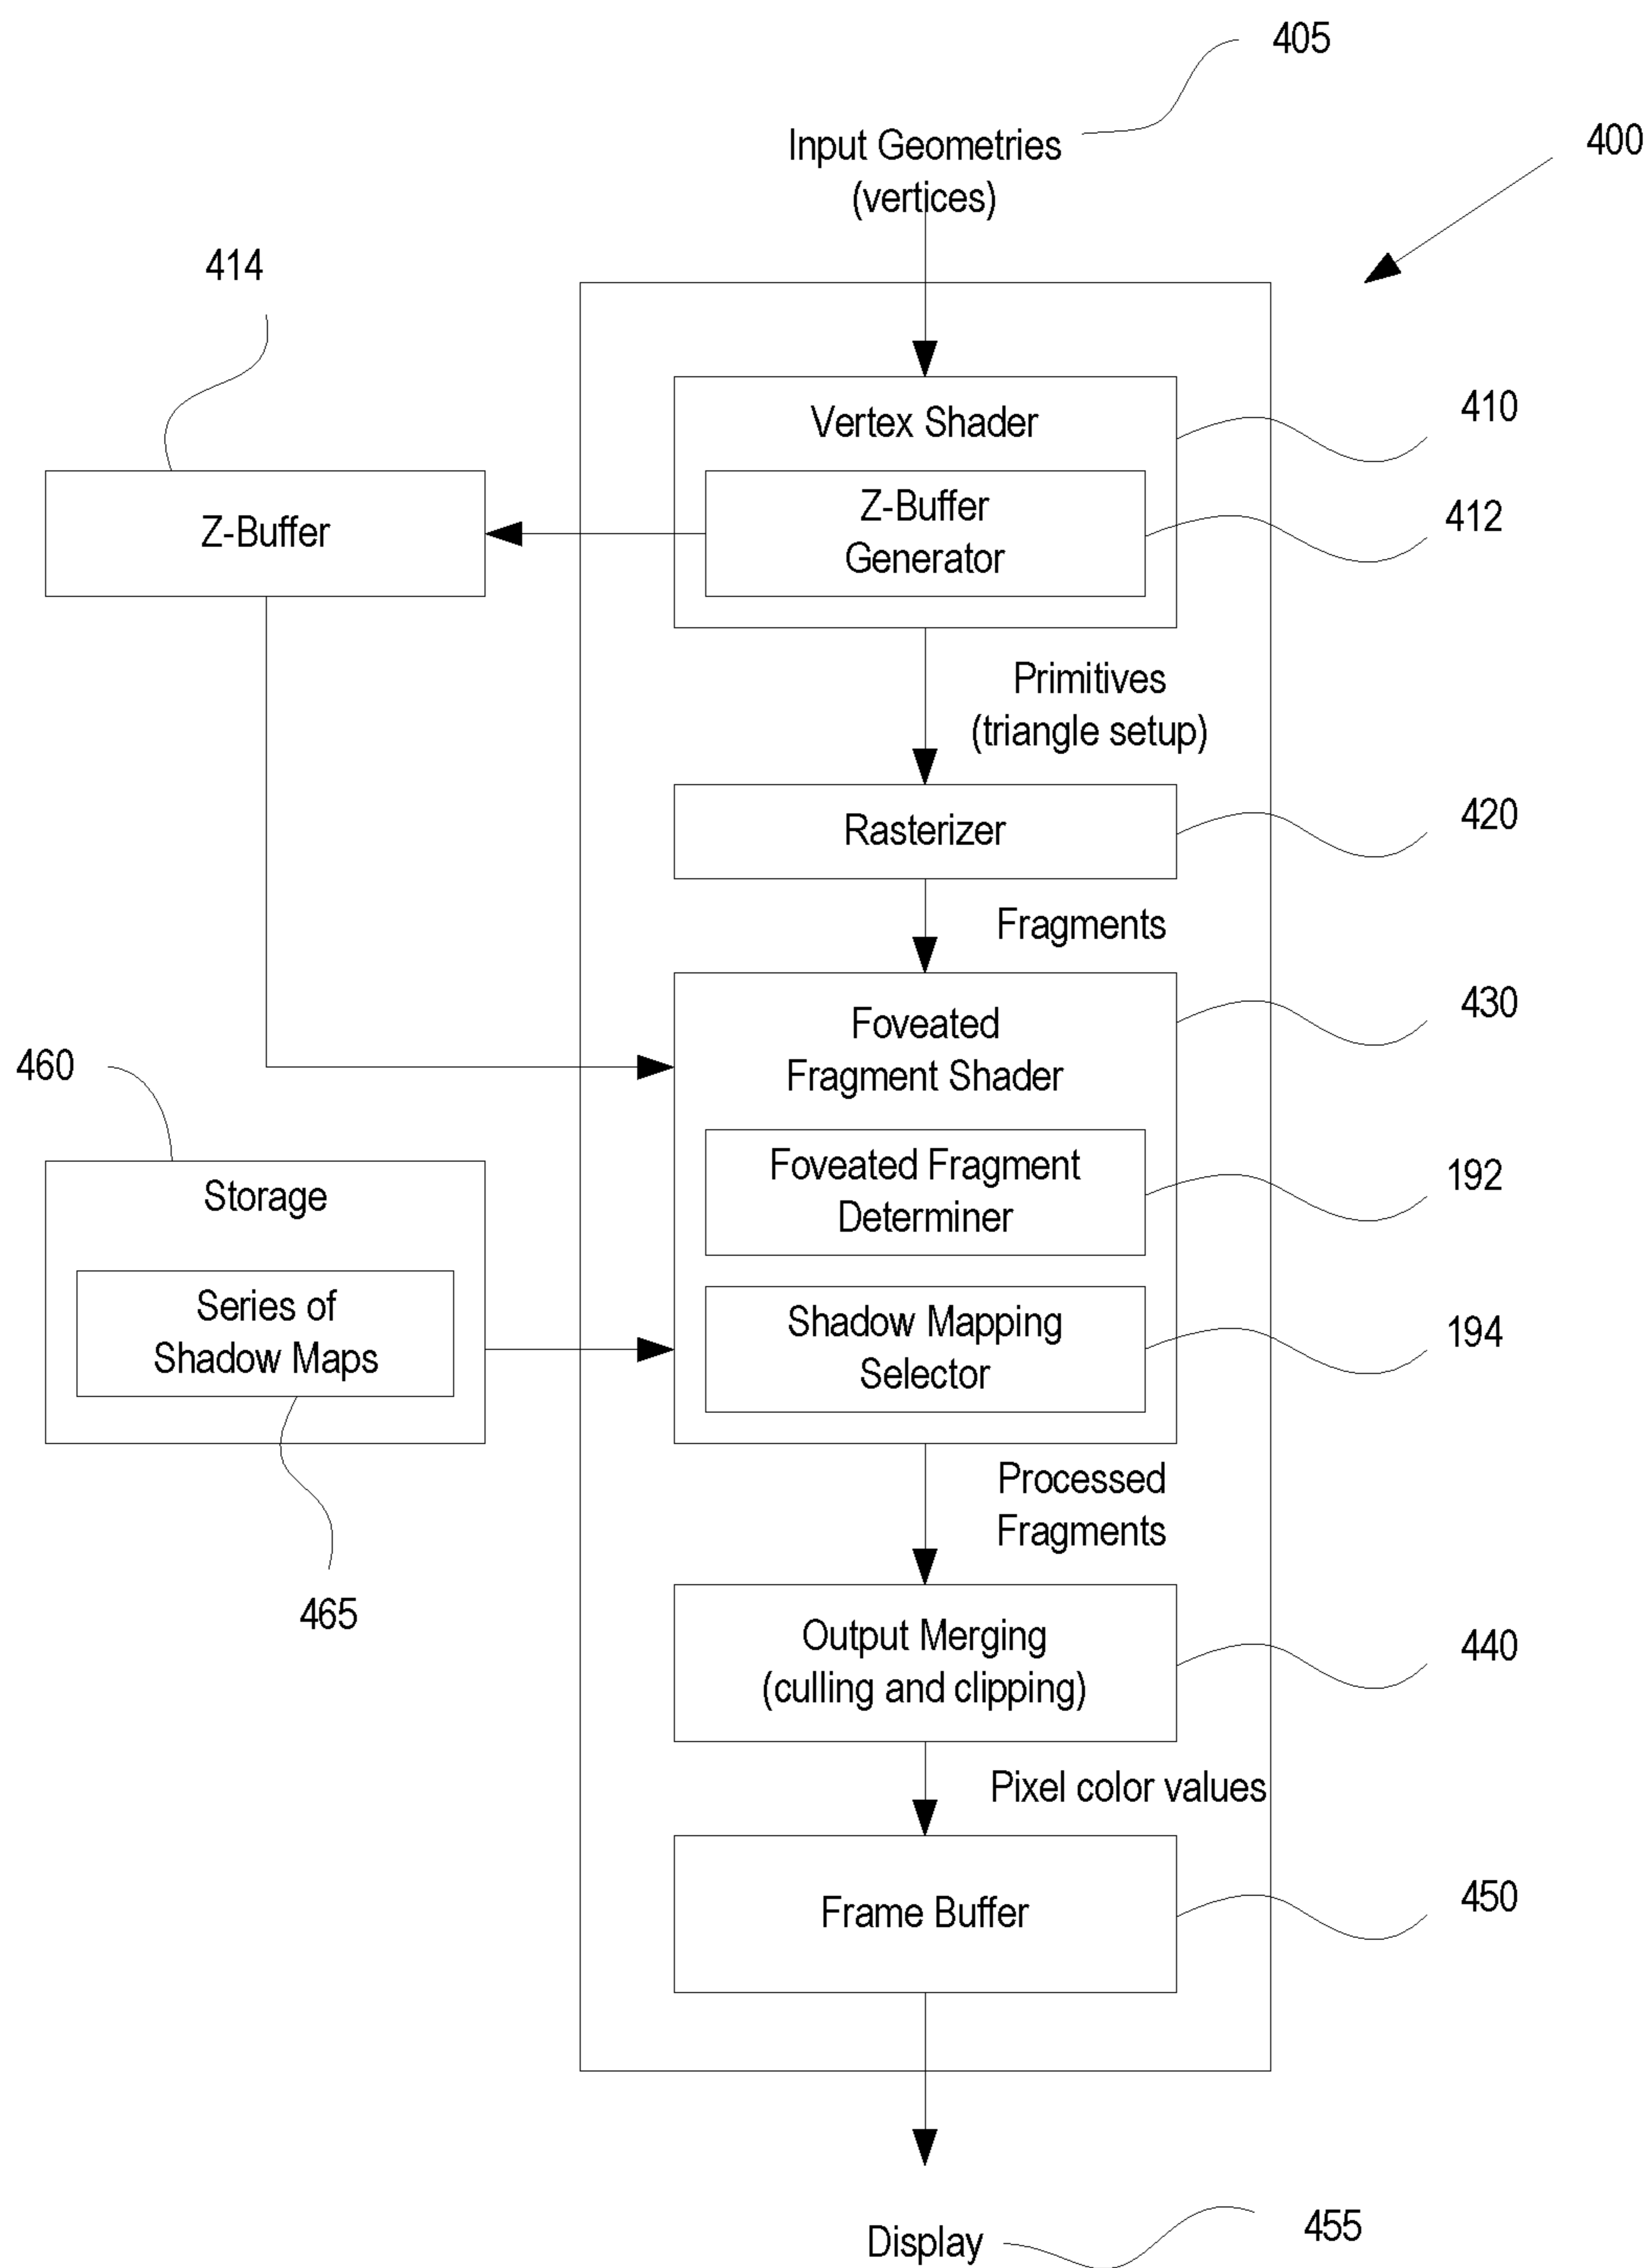 405
Input Geometries
(vertices)
400
414
Vertex Shader
410
Z-Buffer
Z-Buffer
Generator
412
Primitives
(triangle setup)
Rasterizer
420
Fragments
Foveated
Fragment Shader
430
460
Storage
Foveated Fragment
Determiner
192
Series of
Shadow Maps
Shadow Mapping
Selector
194
Processed
Fragments
465
Output Merging
(culling and clipping)
440
Pixel color values
Frame Buffer
450
Display
455